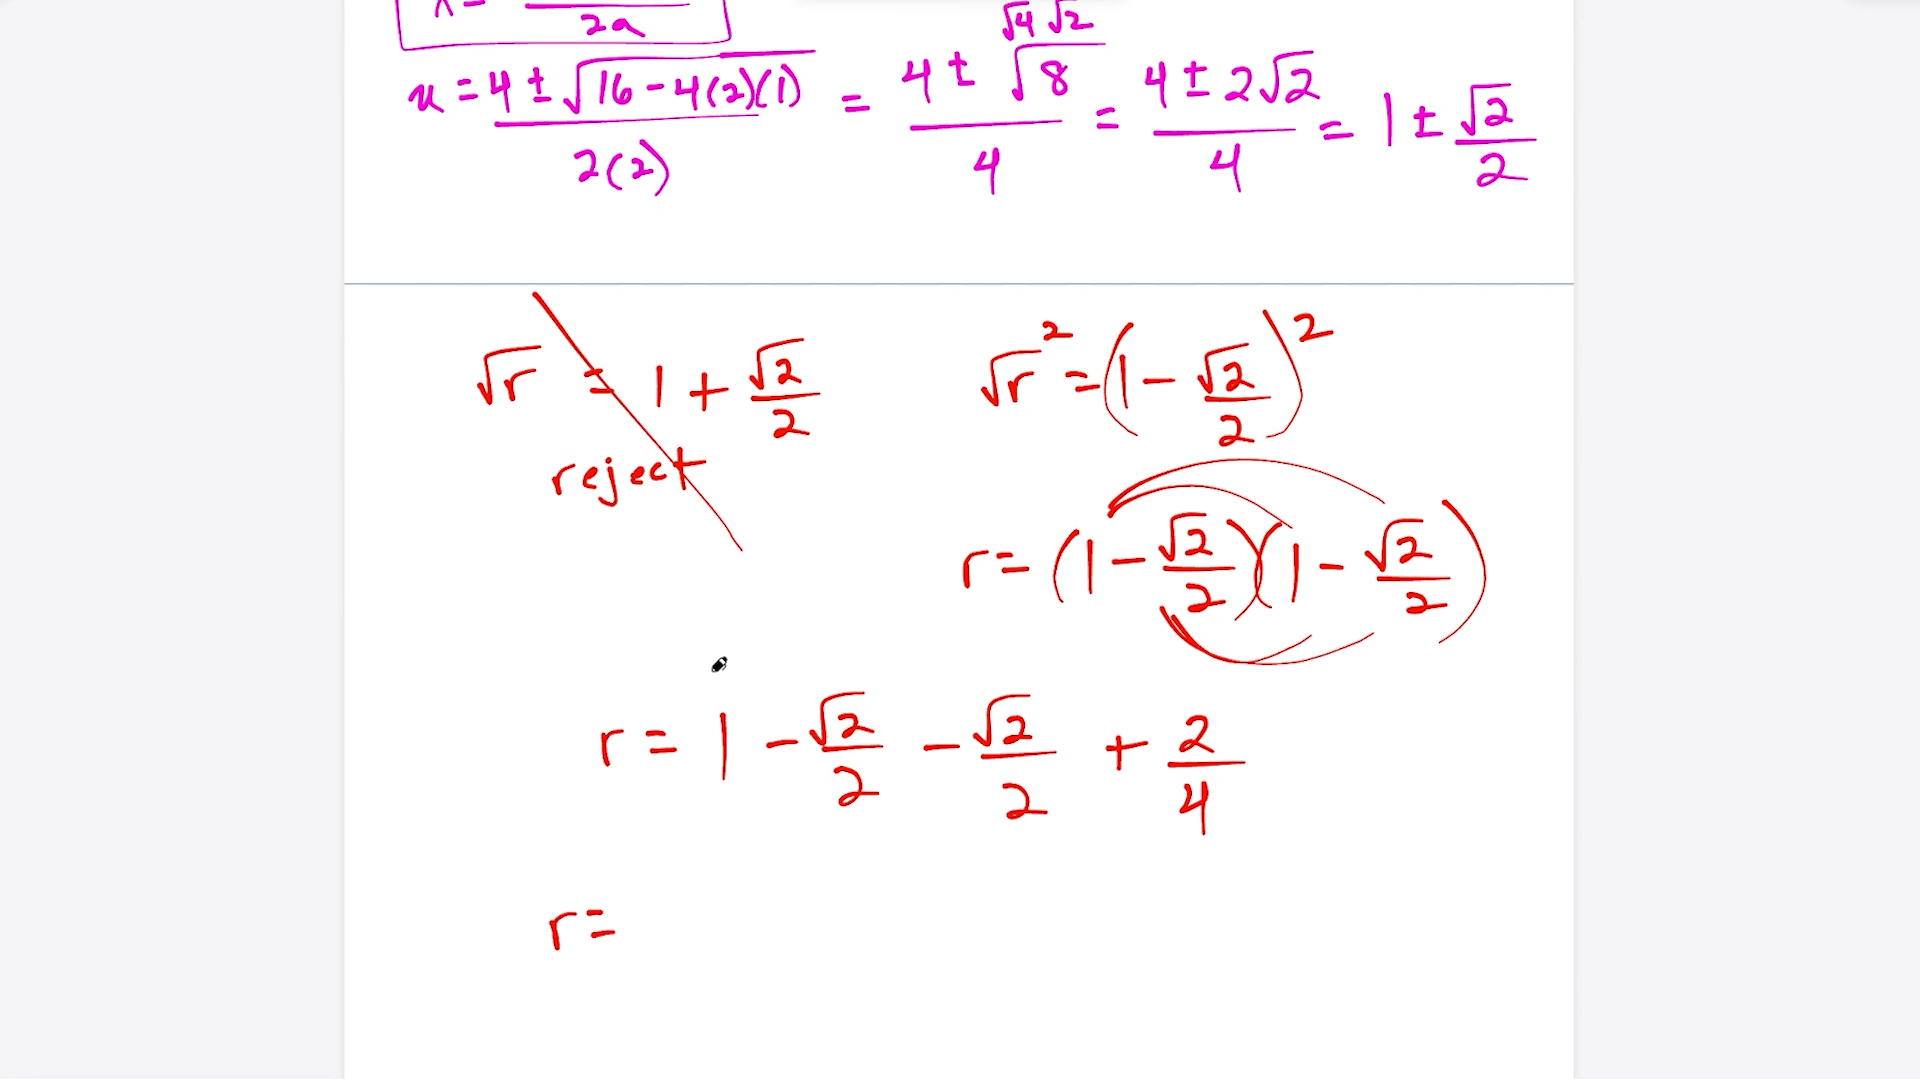 2a
√4 √2
x = 4 ± √16 - 4(2)(1) / 2(2) = 4 ± √8 / 4 = 4 ± 2√2 / 4 = 1 ± √2 / 2
√r = 1 + √2 / 2
reject
√r² = (1 - √2 / 2)²
r = (1 - √2 / 2)(1 - √2 / 2)
r = 1 - √2 / 2 - √2 / 2 + 2 / 4
r =